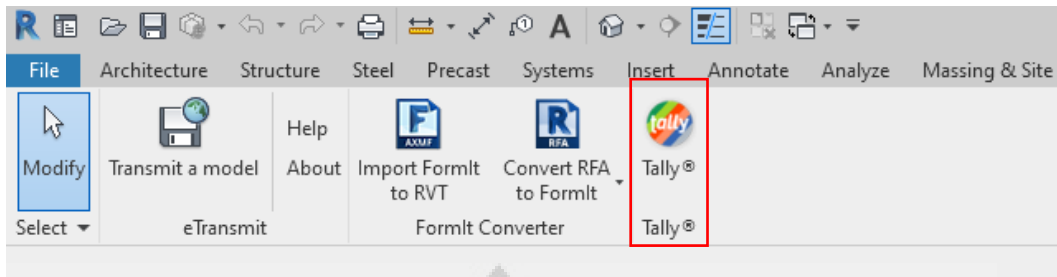 R
A
File Architecture Structure Steel Precast Systems Insert Annotate Analyze Massing & Site
Modify
Transmit a model
Help
About
F
AXMF
Import FormIt
to RVT
R
RFA
Convert RFA
to FormIt
tally
Tally®
Select eTransmit FormIt Converter Tally®